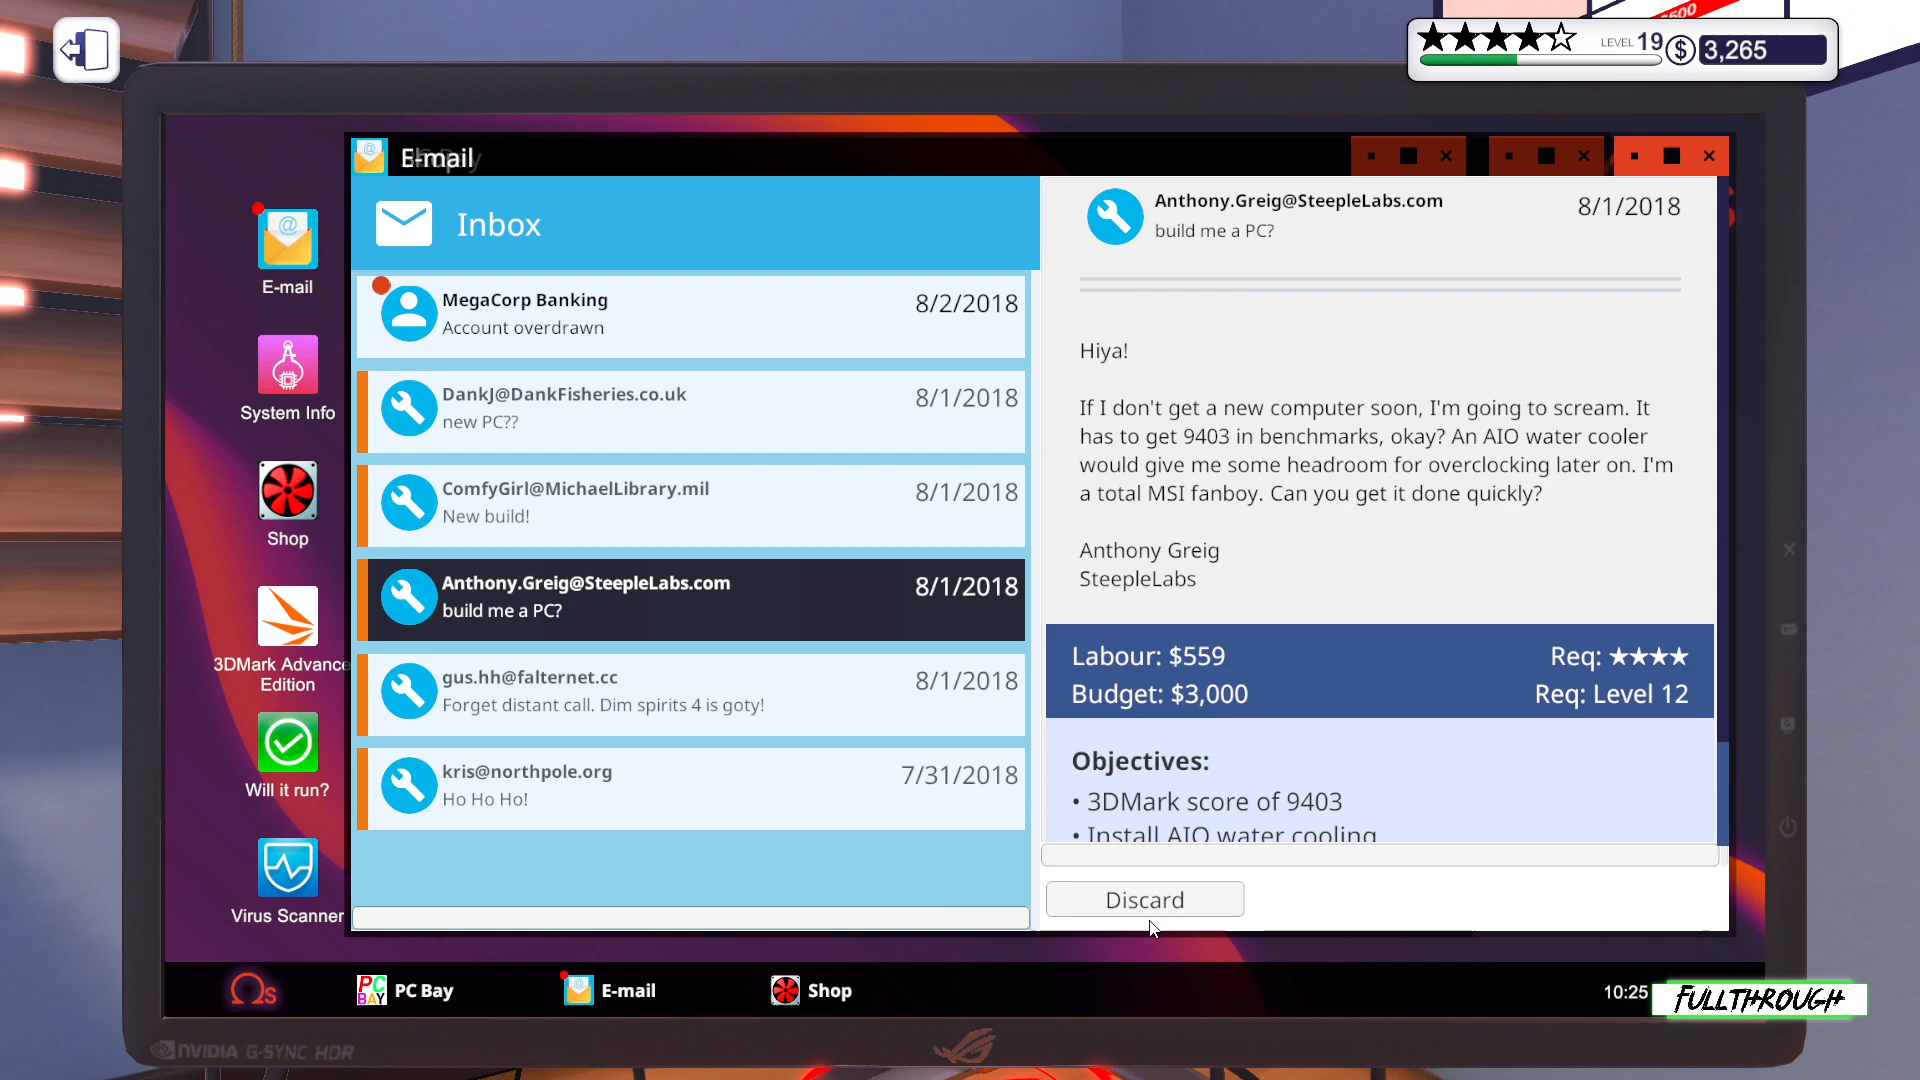 LEVEL 19
$ 3,265
E-mail
Inbox
MegaCorp Banking
8/2/2018
Account overdrawn
DankJ@DankFisheries.co.uk
8/1/2018
new PC??
ComfyGirl@MichaelLibrary.mil
8/1/2018
New build!
Anthony.Greig@SteepleLabs.com
8/1/2018
build me a PC?
gus.hh@falternet.cc
8/1/2018
Forget distant call. Dim spirits 4 is goty!
kris@northpole.org
7/31/2018
Ho Ho Ho!
Anthony.Greig@SteepleLabs.com
8/1/2018
build me a PC?
Hiya!
If I don't get a new computer soon, I'm going to scream. It
has to get 9403 in benchmarks, okay? An AIO water cooler
would give me some headroom for overclocking later on. I'm
a total MSI fanboy. Can you get it done quickly?
Anthony Greig
SteepleLabs
Labour: $559
Req: ★★★★
Budget: $3,000
Req: Level 12
Objectives:
• 3DMark score of 9403
• Install AIO water cooling
Discard
E-mail
System Info
Shop
3DMark Advance
Edition
Will it run?
Virus Scanner
Ωs
PC BAY
PC Bay
E-mail
Shop
10:25
FULLTHROUGH
NVIDIA G-SYNC HDR